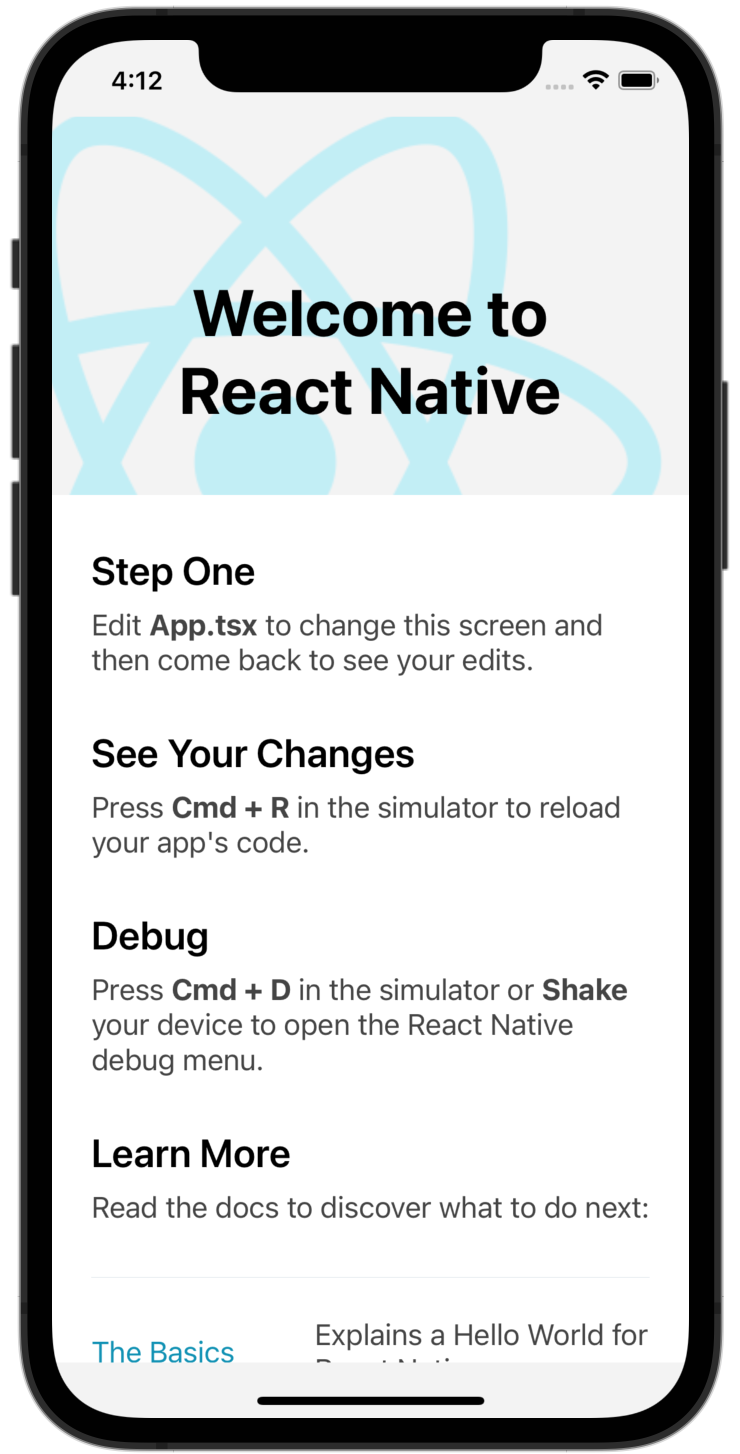 4:12
Welcome to
React Native
Step One
Edit App.tsx to change this screen and
then come back to see your edits.
See Your Changes
Press Cmd + R in the simulator to reload
your app's code.
Debug
Press Cmd + D in the simulator or Shake
your device to open the React Native
debug menu.
Learn More
Read the docs to discover what to do next:
The Basics
Explains a Hello World for